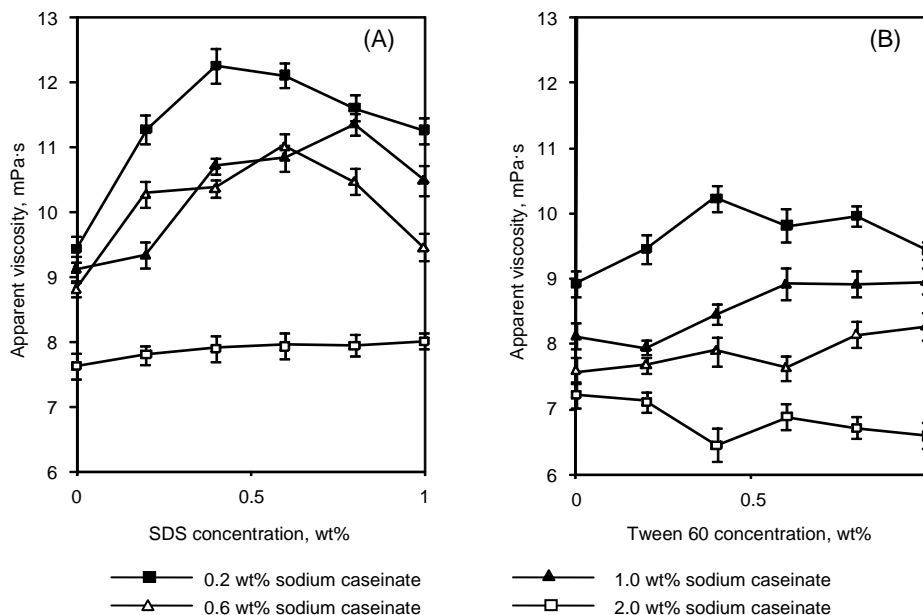 (A)
13
12
11
10
9
8
7
6
Apparent viscosity, mPa·s
0
0.5
1
SDS concentration, wt%
(B)
13
12
11
10
9
8
7
6
Apparent viscosity, mPa·s
0
0.5
Tween 60 concentration, wt%
0.2 wt% sodium caseinate
1.0 wt% sodium caseinate
0.6 wt% sodium caseinate
2.0 wt% sodium caseinate